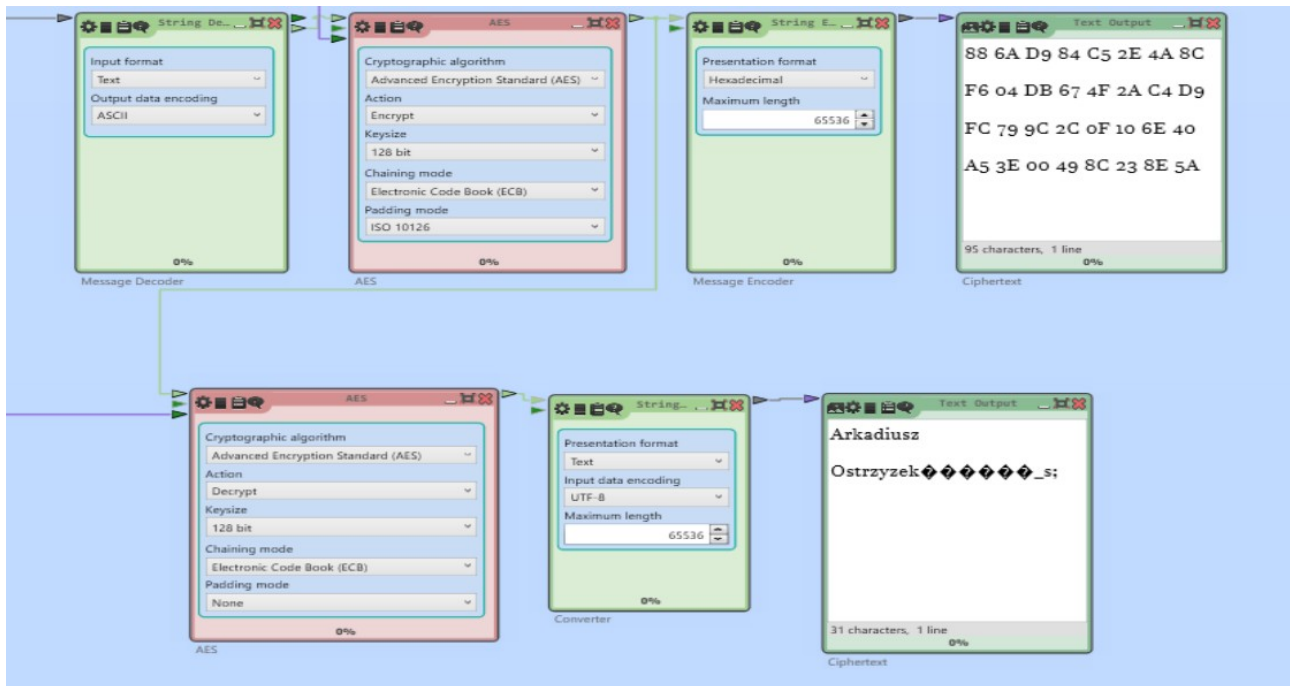 String De…
Input format
Text
Output data encoding
ASCII
0%
Message Decoder
AES
Cryptographic algorithm
Advanced Encryption Standard (AES)
Action
Encrypt
Keysize
128 bit
Chaining mode
Electronic Code Book (ECB)
Padding mode
ISO 10126
0%
AES
String E…
Presentation format
Hexadecimal
Maximum length
65536
0%
Message Encoder
Text Output
88 6A D9 84 C5 2E 4A 8C
F6 04 DB 67 4F 2A C4 D9
FC 79 9C 2C 0F 10 6E 40
A5 3E 00 49 8C 23 8E 5A
95 characters, 1 line
0%
Ciphertext
AES
Cryptographic algorithm
Advanced Encryption Standard (AES)
Action
Decrypt
Keysize
128 bit
Chaining mode
Electronic Code Book (ECB)
Padding mode
None
0%
AES
String…
Presentation format
Text
Input data encoding
UTF-8
Maximum length
65536
0%
Converter
Text Output
Arkadiusz
Ostrzyzek������_s;
31 characters, 1 line
0%
Ciphertext